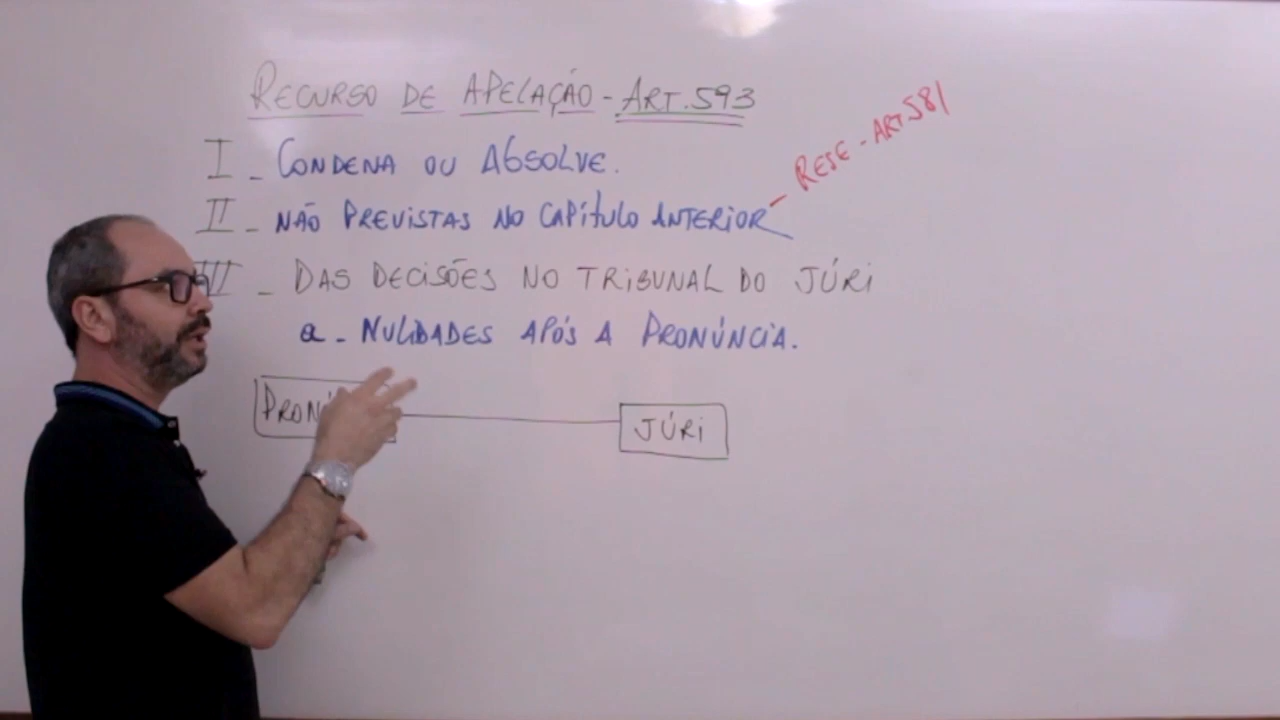 RECURSO DE APELAÇÃO - ART. 593
I - CONDENA OU ABSOLVE.
II - NÃO PREVISTAS NO CAPÍTULO ANTERIOR - RESE - ART. 581
III - DAS DECISÕES NO TRIBUNAL DO JÚRI
a - NULIDADES APÓS A PRONÚNCIA.
JÚRI